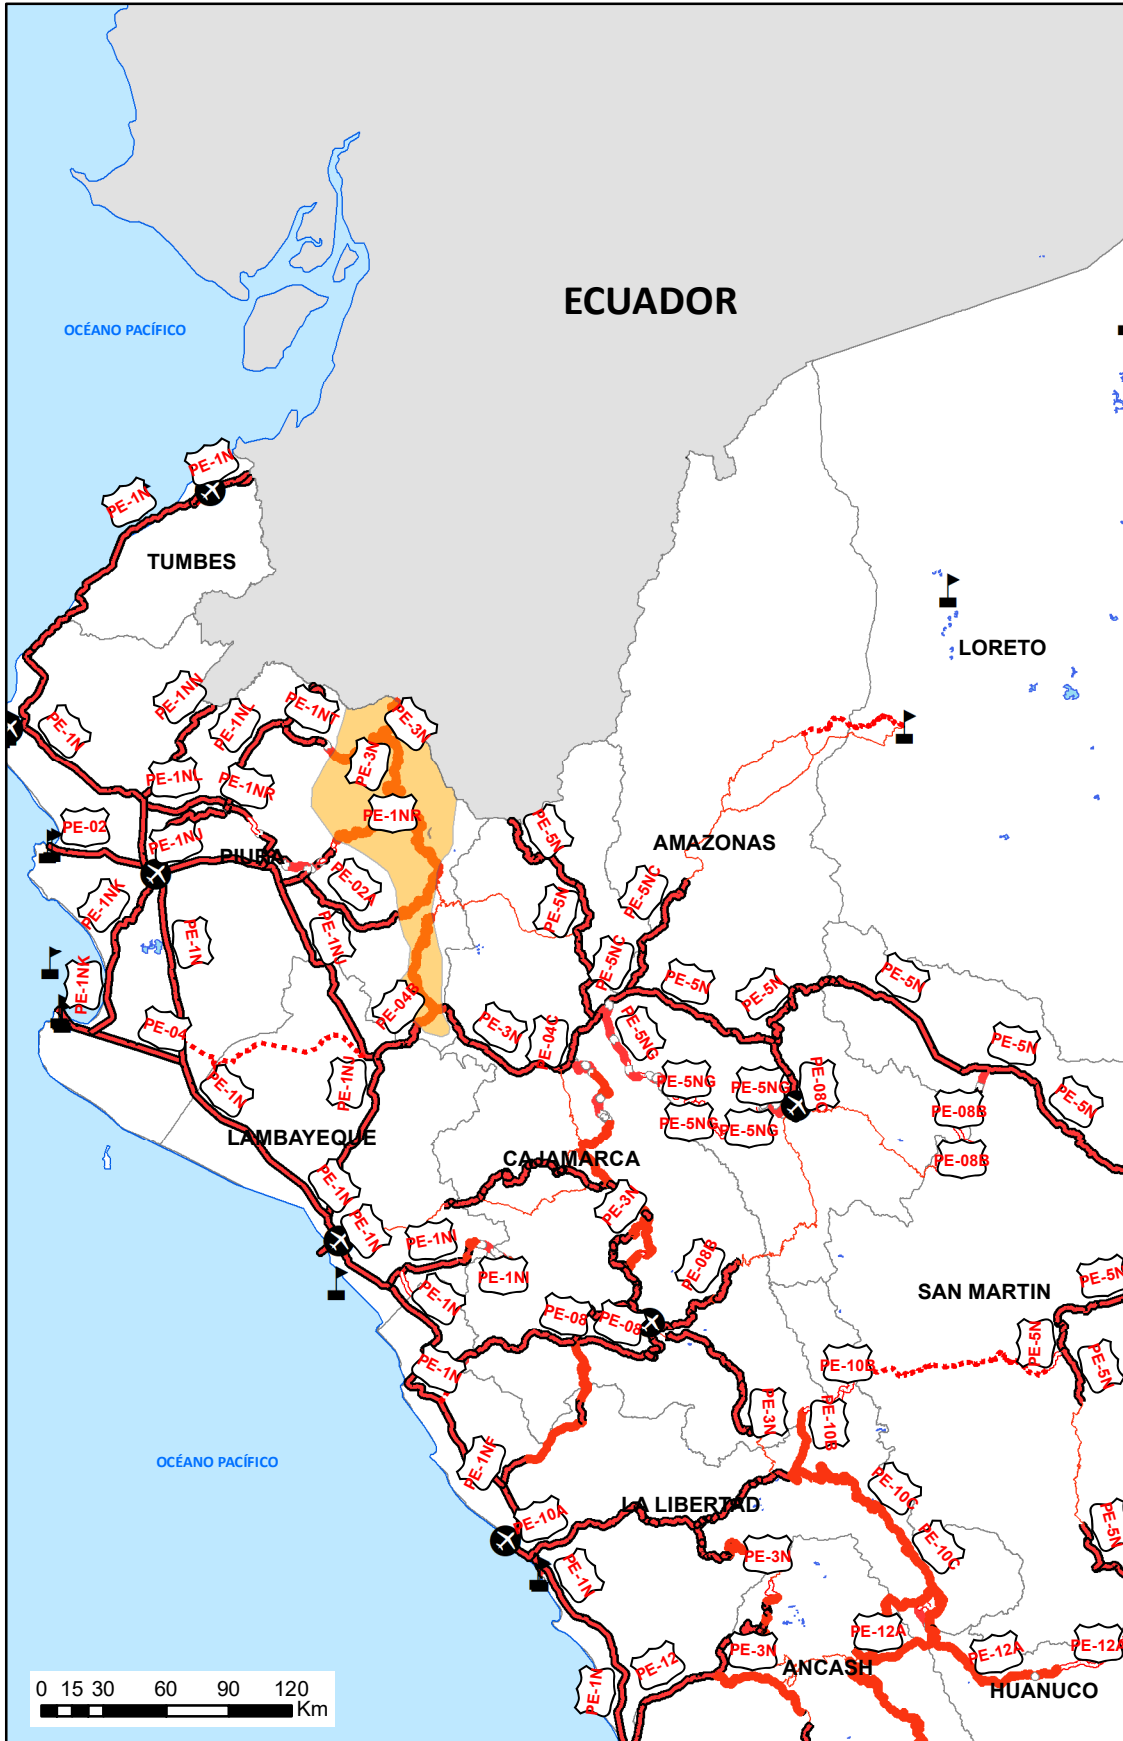 ECUADOR
OCÉANO PACÍFICO
PE-1N
PE-1N
TUMBES
LORETO
PE-1NN
PE-1NL
PE-1NT
PE-3N
PE-1N
PE-3N
PE-1NL
PE-1NR
PE-1NR
PE-02
PE-1NJ
PIURA
PE-5N
AMAZONAS
PE-02A
PE-5NC
PE-1NK
PE-5N
PE-1N
PE-1NJ
PE-5NC
PE-1NK
PE-5N
PE-5N
PE-5N
PE-04B
PE-04
PE-3N
PE-04C
PE-5NG
PE-5N
PE-1N
PE-1NJ
PE-5NG
PE-5NG
PE-08C
PE-5N
PE-08B
PE-5NG
PE-5NG
LAMBAYEQUE
CAJAMARCA
PE-08B
PE-1N
PE-3N
PE-1N
PE-1NI
PE-1NI
PE-08B
PE-1N
SAN MARTIN
PE-5N
PE-08
PE-08
PE-5N
PE-1N
PE-10B
PE-5N
PE-3N
PE-10B
OCÉANO PACÍFICO
PE-1NF
PE-10C
LA LIBERTAD
PE-10A
PE-5N
PE-10C
PE-3N
PE-1N
PE-12A
PE-3N
PE-12A
PE-12A
PE-12
ANCASH
HUANUCO
PE-1N
0 15 30 60 90 120
Km